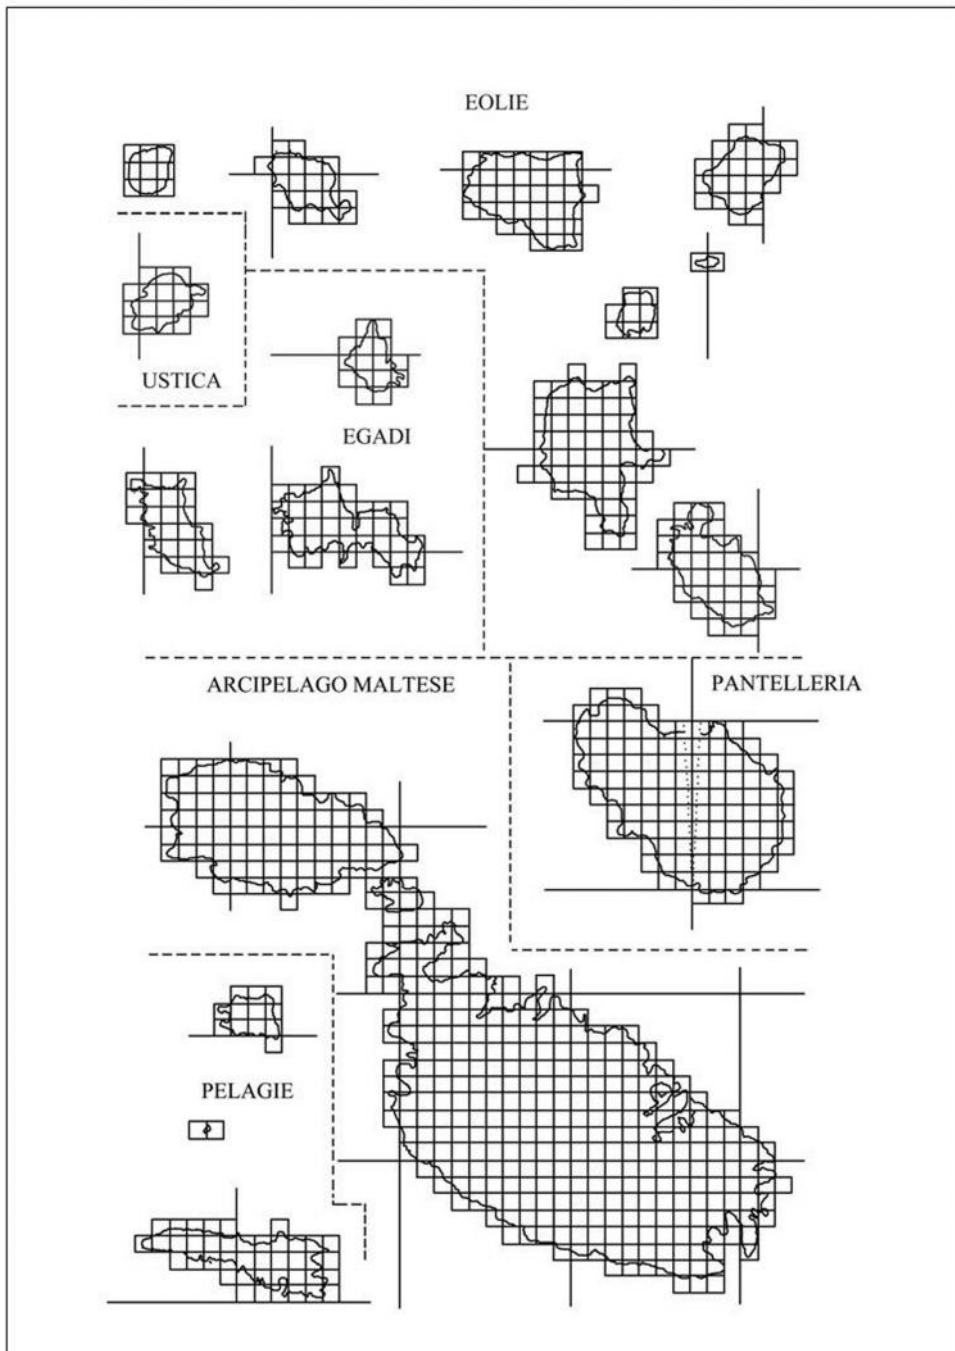 EOLIE
USTICA
EGADI
ARCIPELAGO MALTESE
PANTELLERIA
PELAGIE